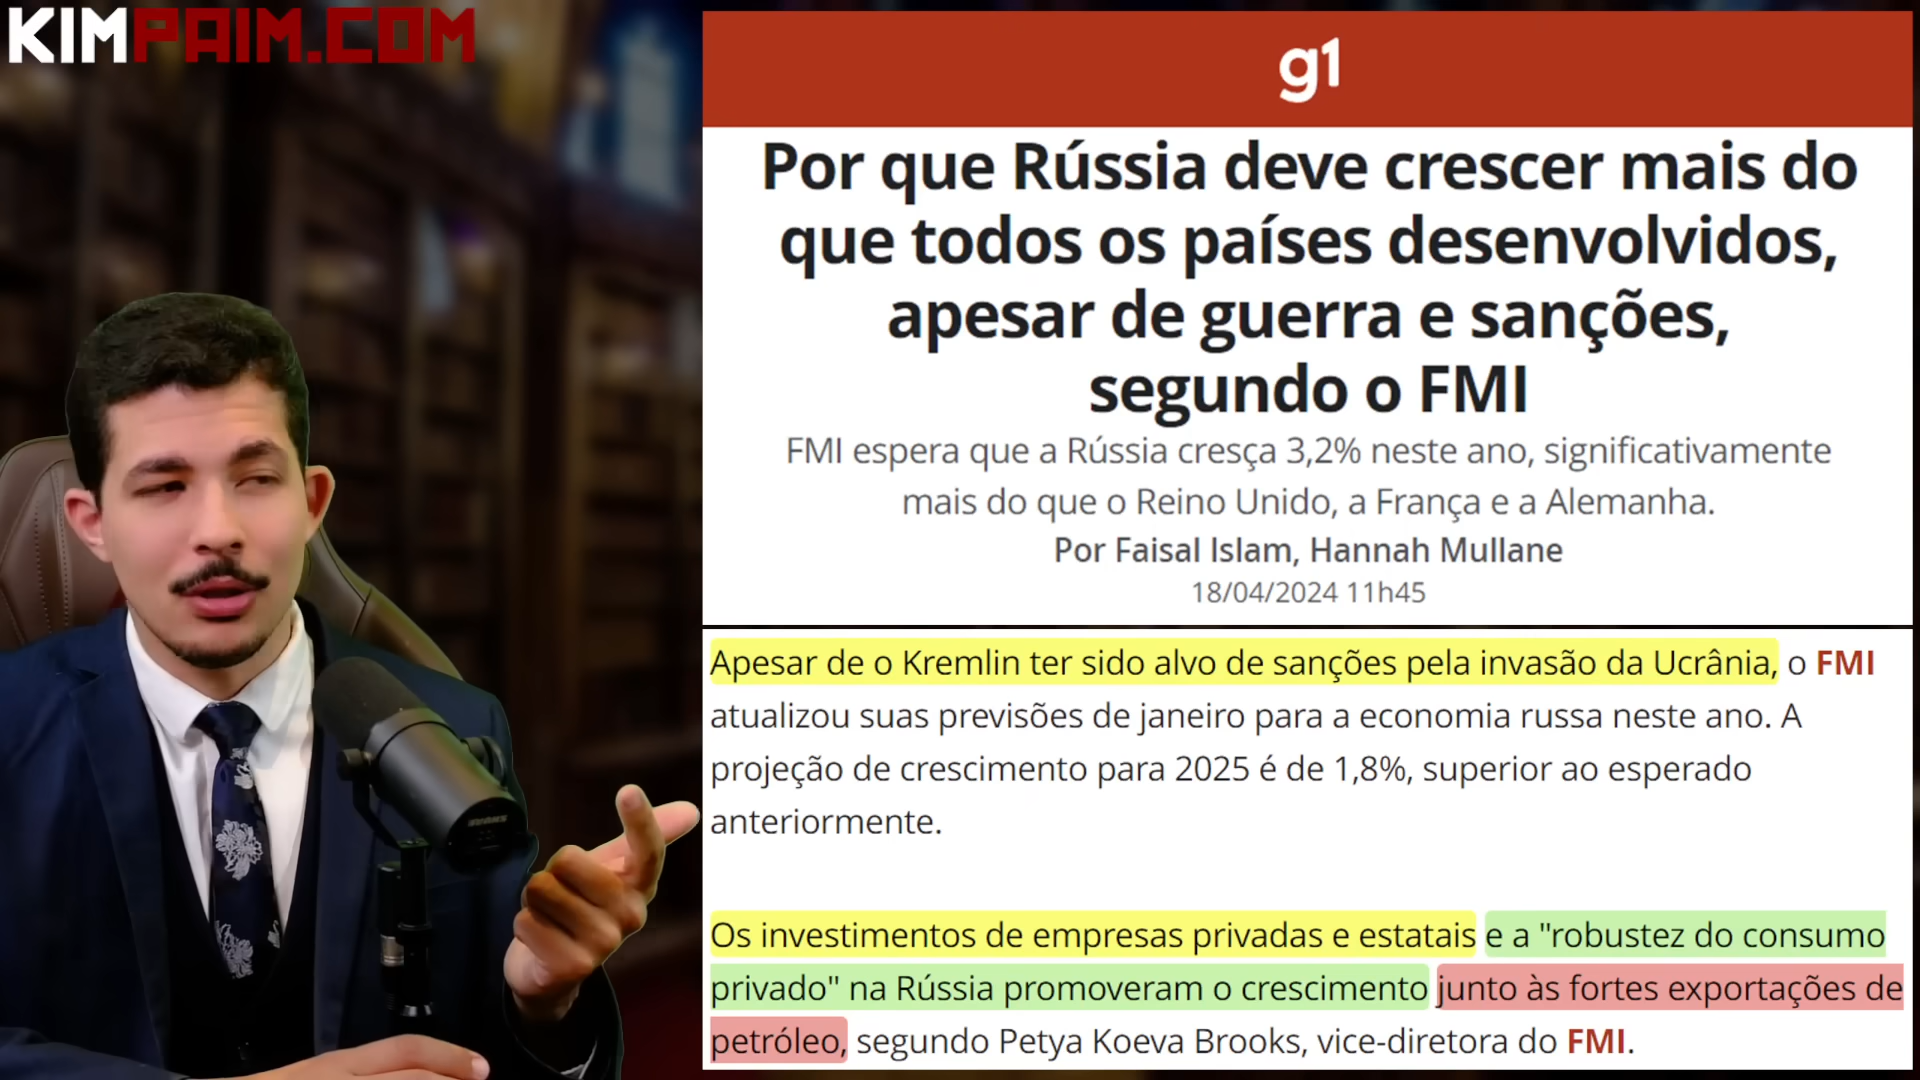 KIMPAIM.COM
g1
Por que Rússia deve crescer mais do
que todos os países desenvolvidos,
apesar de guerra e sanções,
segundo o FMI
FMI espera que a Rússia cresça 3,2% neste ano, significativamente
mais do que o Reino Unido, a França e a Alemanha.
Por Faisal Islam, Hannah Mullane
18/04/2024 11h45
Apesar de o Kremlin ter sido alvo de sanções pela invasão da Ucrânia, o FMI
atualizou suas previsões de janeiro para a economia russa neste ano. A
projeção de crescimento para 2025 é de 1,8%, superior ao esperado
anteriormente.
Os investimentos de empresas privadas e estatais e a "robustez do consumo
privado" na Rússia promoveram o crescimento junto às fortes exportações de
petróleo, segundo Petya Koeva Brooks, vice-diretora do FMI.